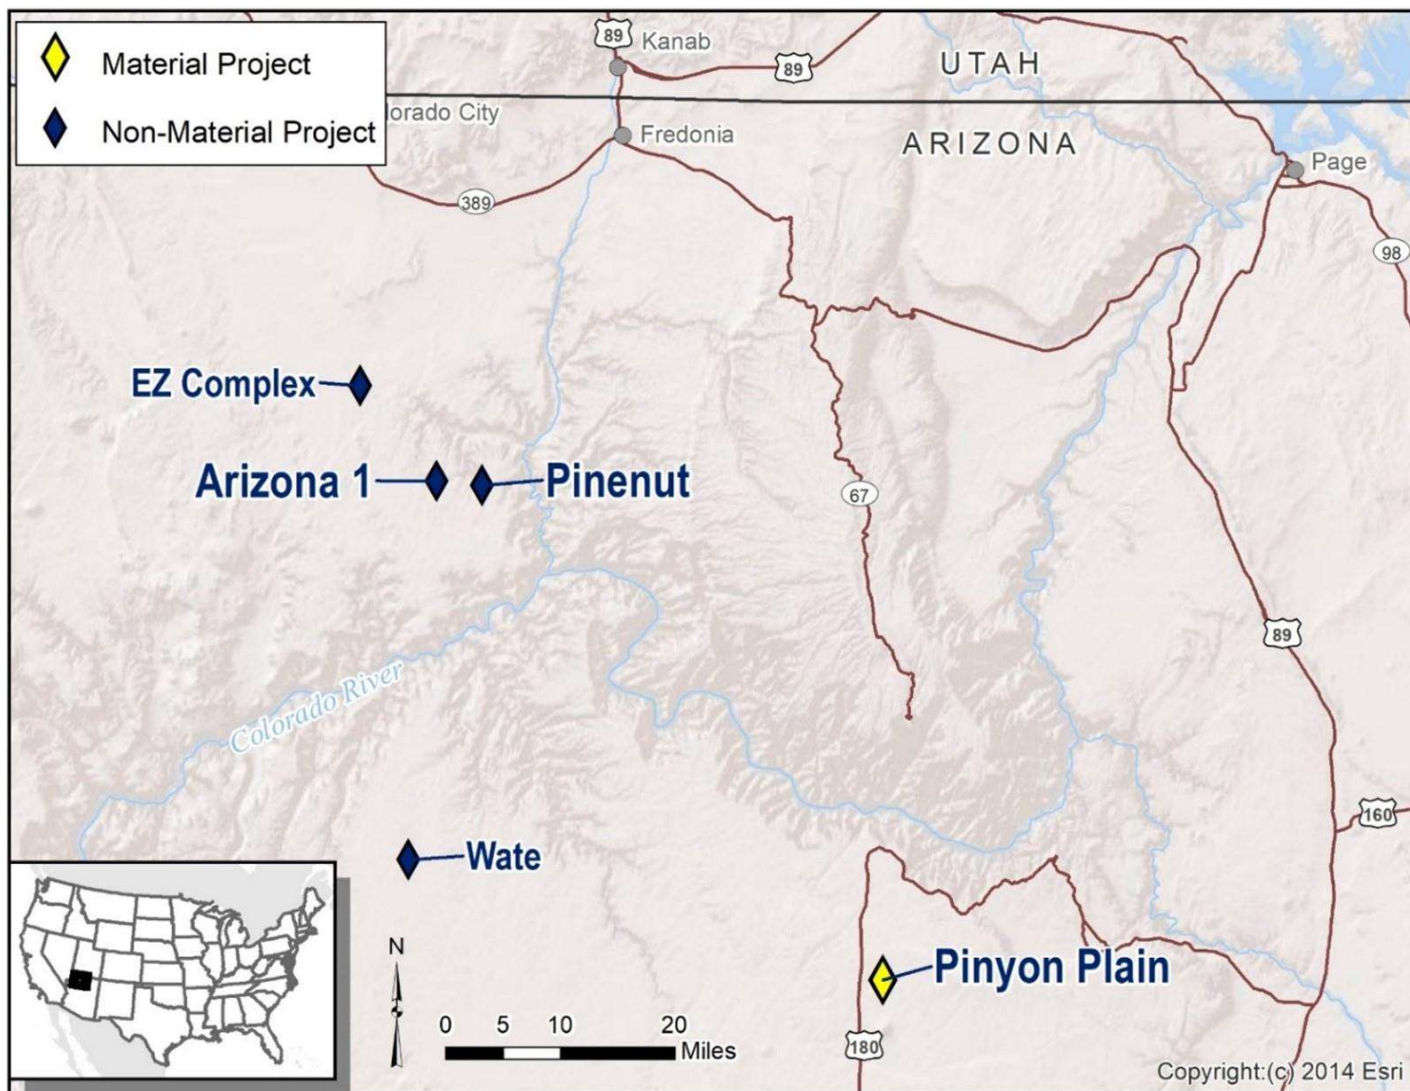 Material Project
Non-Material Project
89
Kanab
89
UTAH
lorado City
Fredonia
ARIZONA
Page
389
98
EZ Complex
Arizona 1
Pinenut
67
89
Colorado River
160
Wate
N
Pinyon Plain
0 5 10 20
Miles
180
Copyright:(c) 2014 Esri